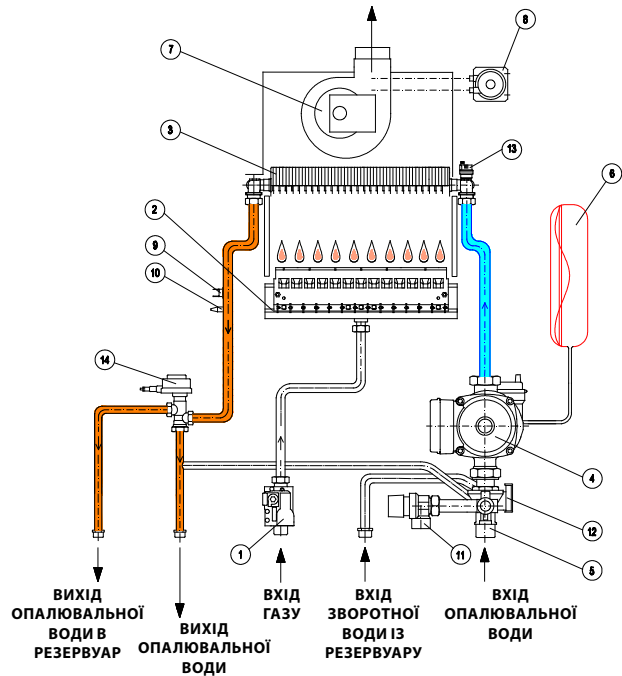 7
8
3
13
6
2
9
10
14
4
1
11
12
5
ВИХІД
ОПАЛЮВАЛЬНОЇ
ВОДИ В
РЕЗЕРВУАР
ВИХІД
ОПАЛЮВАЛЬНОЇ
ВОДИ
ВХІД
ГАЗУ
ВХІД
ЗВОРОТНОЇ
ВОДИ ІЗ
РЕЗЕРВУАРУ
ВХІД
ОПАЛЮВАЛЬНОЇ
ВОДИ